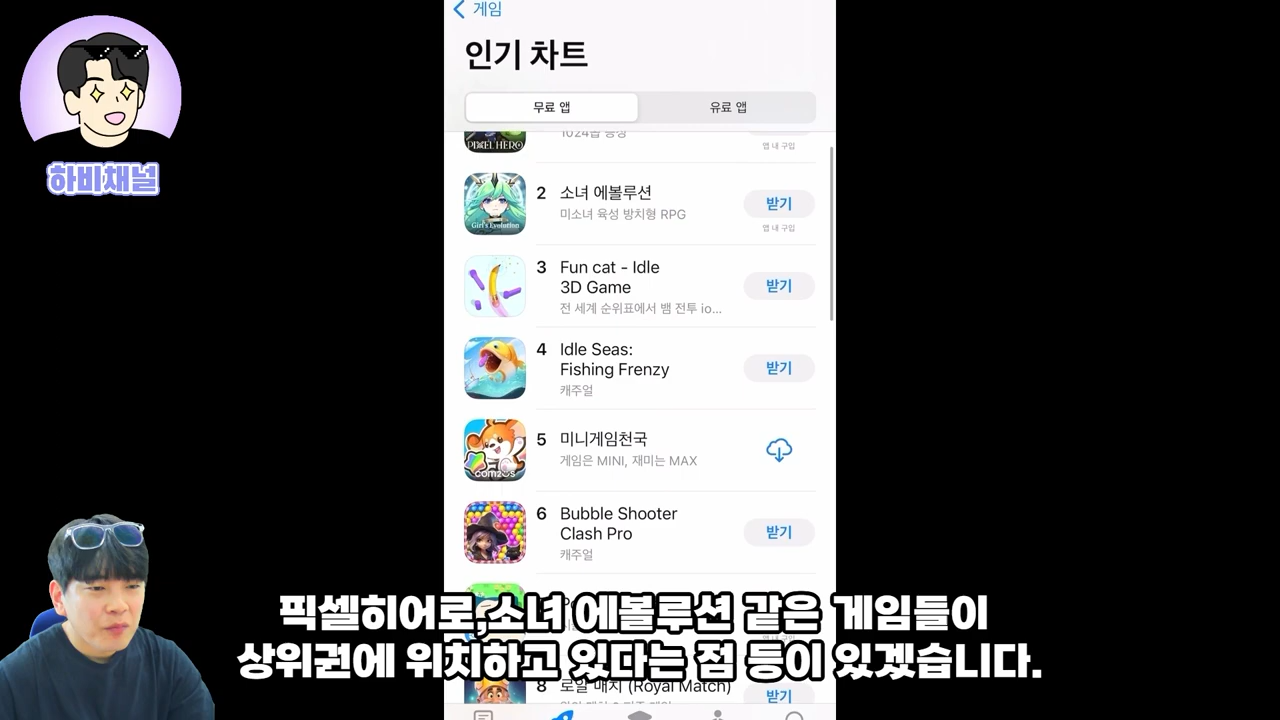 게임
인기 차트
무료 앱
유료 앱
PIXEL HERO
앱 내 구입
하비채널
2
소녀 에볼루션
미소녀 육성 방치형 RPG
받기
앱 내 구입
Girl's Evolution
3
Fun cat - Idle
3D Game
전 세계 순위표에서 뱀 전투 io...
받기
4
Idle Seas:
Fishing Frenzy
캐주얼
받기
5
미니게임천국
게임은 MINI, 재미는 MAX
com2us
6
Bubble Shooter
Clash Pro
캐주얼
받기
픽셀히어로,소녀 에볼루션 같은 게임들이
상위권에 위치하고 있다는 점 등이 있겠습니다.
8
로얄 매치 (Royal Match)
받기